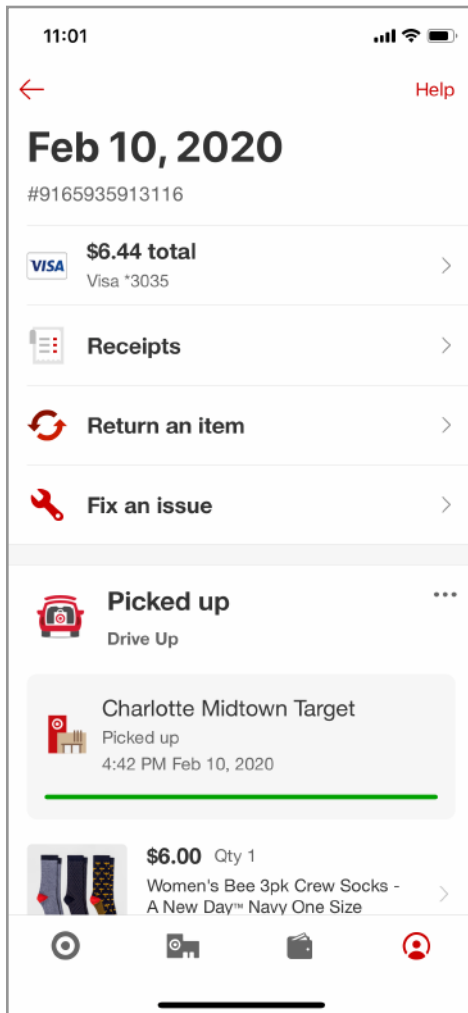 11:01
Help
Feb 10, 2020
#9165935913116
VISA
$6.44 total
Visa *3035
Receipts
Return an item
Fix an issue
Picked up
Drive Up
Charlotte Midtown Target
Picked up
4:42 PM Feb 10, 2020
$6.00 Qty 1
Women's Bee 3pk Crew Socks -
A New Day™ Navy One Size